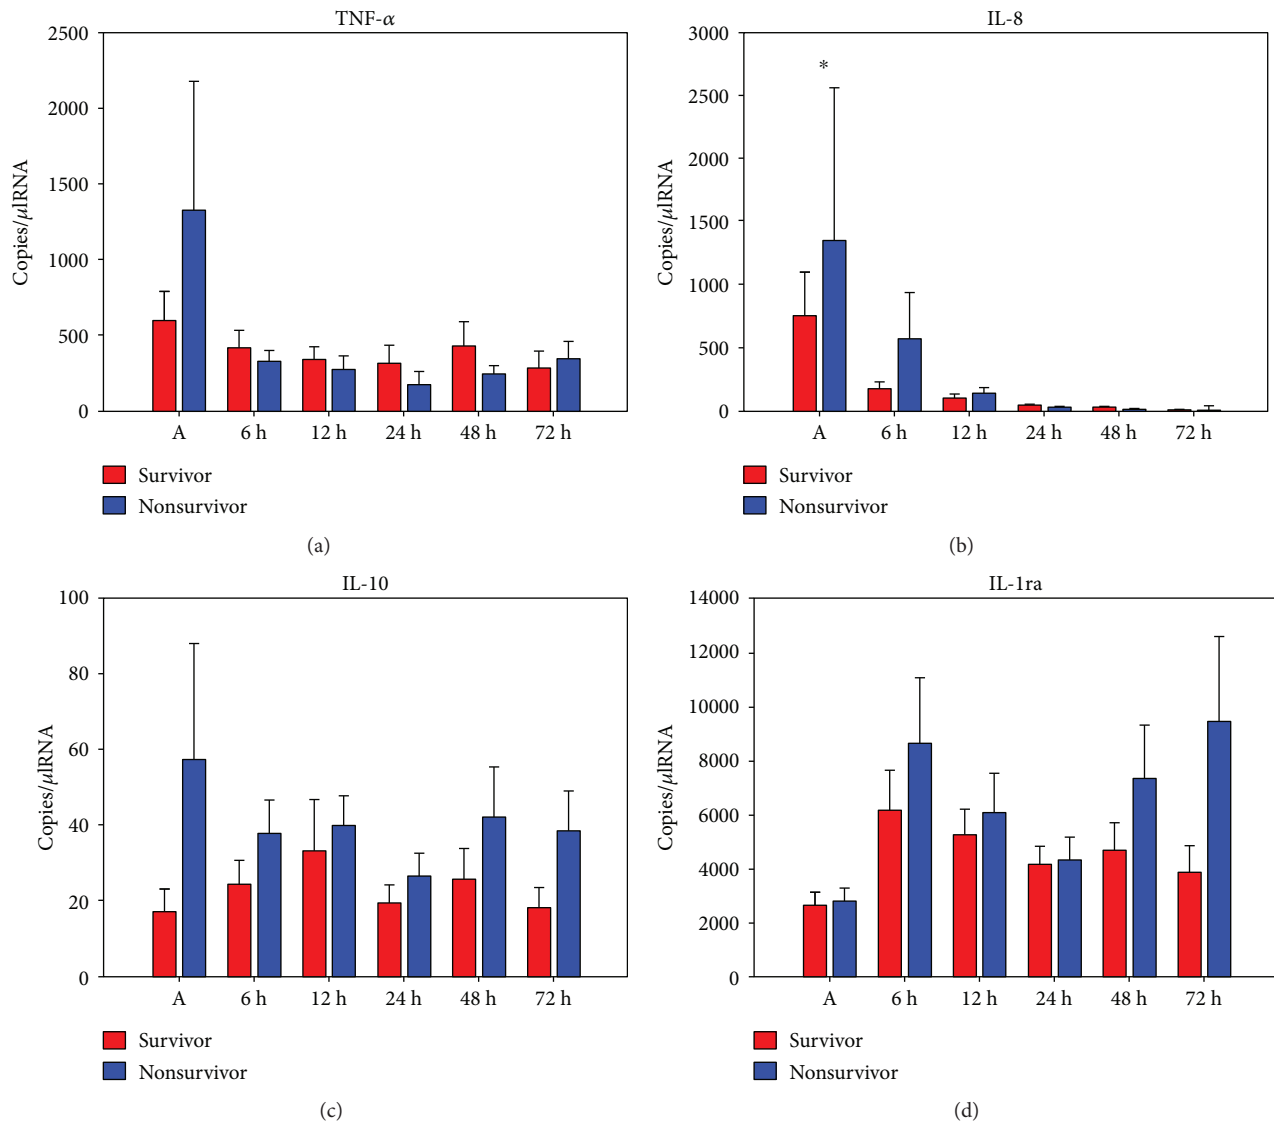 TNF-α
2500
2000
1500
1000
500
0
Copies/μlRNA
A 6 h 12 h 24 h 48 h 72 h
Survivor
Nonsurvivor
(a)
IL-8
3000
2500
2000
1500
1000
500
0
Copies/μlRNA
*
A 6 h 12 h 24 h 48 h 72 h
Survivor
Nonsurvivor
(b)
IL-10
100
80
60
40
20
0
Copies/μlRNA
A 6 h 12 h 24 h 48 h 72 h
Survivor
Nonsurvivor
(c)
IL-1ra
14000
12000
10000
8000
6000
4000
2000
0
Copies/μlRNA
A 6 h 12 h 24 h 48 h 72 h
Survivor
Nonsurvivor
(d)